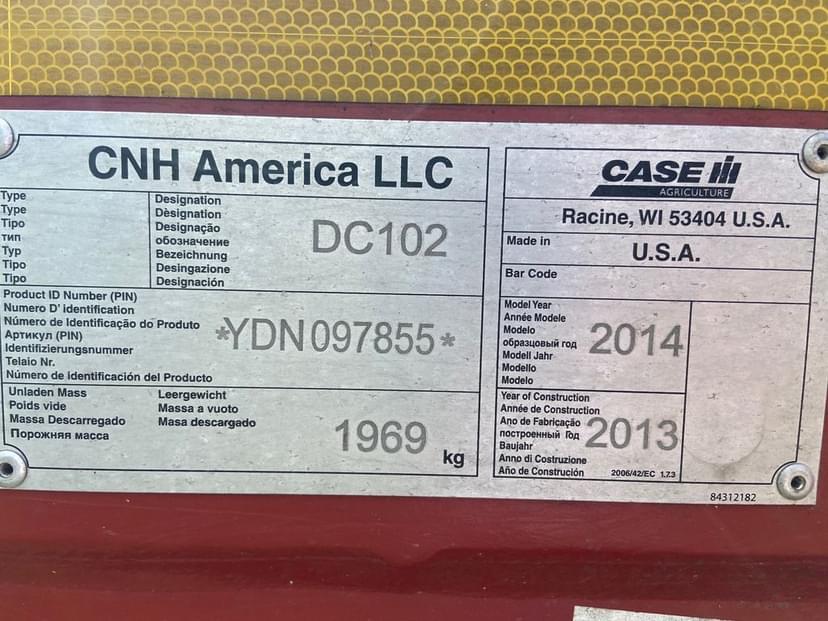 CNH America LLC
Type
Type
Tipo
тип
Typ
Tipo
Tipo
Designation
Dèsignation
Designação
обозначение
Bezeichnung
Desingazione
Designación
DC102
Product ID Number (PIN)
Numero D' identification
Número de Identificação do Produto
Артикул (PIN)
Identifizierungsnummer
Telaio Nr.
Número de identificación del Producto
*YDN097855*
Unladen Mass
Poids vide
Massa Descarregado
Порожняя масса
Leergewicht
Massa a vuoto
Masa descargado
1969 kg
CASE IH
AGRICULTURE
Racine, WI 53404 U.S.A.
Made in
U.S.A.
Bar Code
Model Year
Année Modele
Modelo
образцовый год
Modell Jahr
Modello
Modelo
2014
Year of Construction
Année de Construction
Ano de Fabricação
построенный Год
Baujahr
Anno di Costruzione
Año de Construción
2013
2006/42/EC 1.7.3
84312182